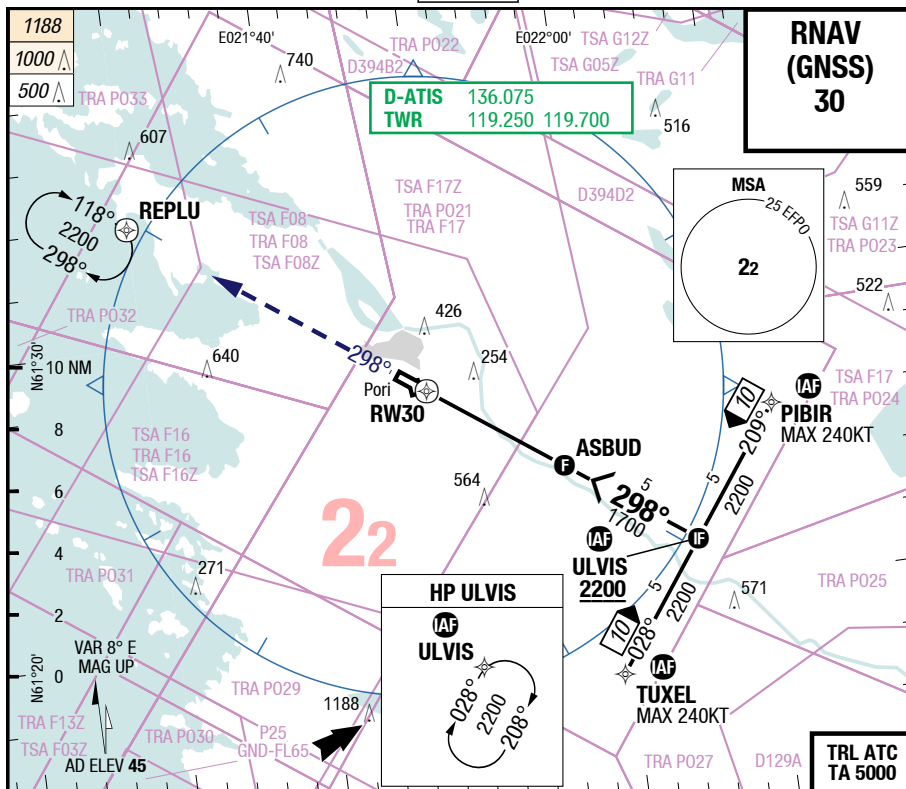 1188
1000
500
E021°40'
740
TRA PO22
D394B2
E022°00'
TSA G12Z
TSA G05Z
TRA G11
516
RNAV
(GNSS)
30
D-ATIS 136.075
TWR 119.250 119.700
TRA PO33
607
118°
2200
298°
REPLU
TSA F08
TRA F08
TSA F08Z
TSA F17Z
TRA PO21
TRA F17
D394D2
MSA
25 EFPO
22
559
TSA G11Z
TRA PO23
522
TRA PO32
N61°30'
10 NM
8
6
4
2
0
N61°20'
640
298°
426
254
Pori
RW30
ASBUD
5
298°
1700
IAF
ULVIS
2200
F
IF
10
209°
IAF
PIBIR
MAX 240KT
5
2200
TSA F17
TRA PO24
TSA F16
TRA F16
TSA F16Z
564
22
TRA PO31
271
5
2200
10
028°
IAF
TUXEL
MAX 240KT
571
TRA PO25
HP ULVIS
IAF
ULVIS
028°
2200
208°
VAR 8° E
MAG UP
TRA PO29
1188
P25
GND-FL65
TRA F13Z
TSA F03Z
TRA PO30
AD ELEV 45
TRA PO27
D129A
TRL ATC
TA 5000